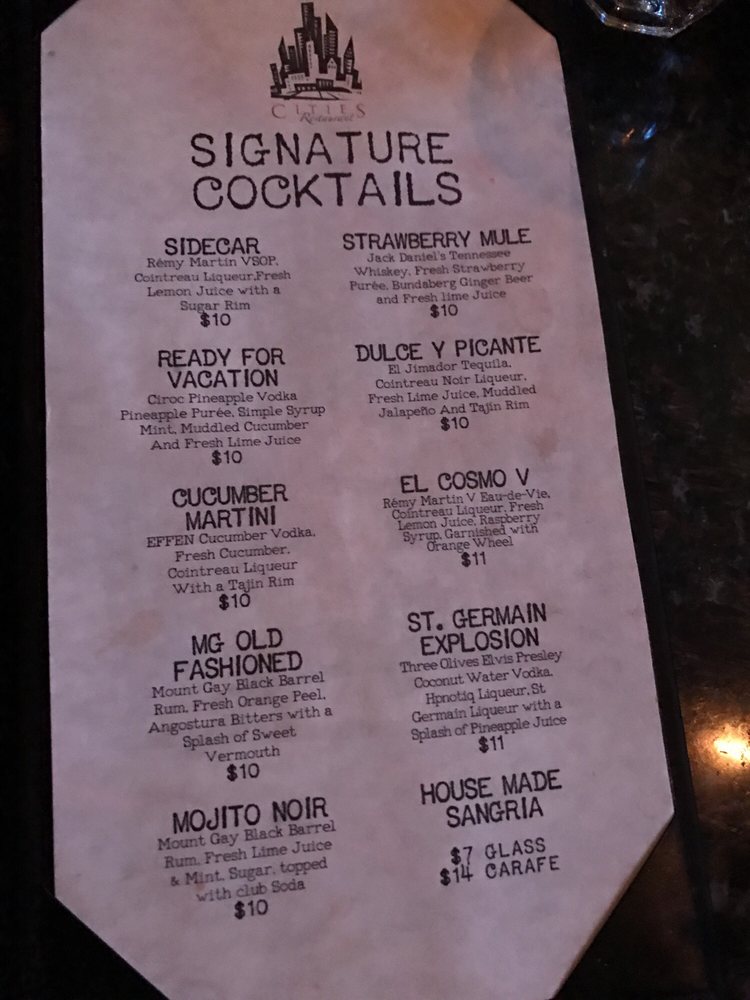 CITIES
Restaurant
SIGNATURE
COCKTAILS
SIDECAR
Rémy Martin VSOP,
Cointreau Liqueur,Fresh
Lemon Juice with a
Sugar Rim
$10
READY FOR
VACATION
Ciroc Pineapple Vodka
Pineapple Purée, Simple Syrup
Mint, Muddled Cucumber
And Fresh Lime Juice
$10
CUCUMBER
MARTINI
EFFEN Cucumber Vodka,
Fresh Cucumber,
Cointreau Liqueur
With a Tajin Rim
$10
MG OLD
FASHIONED
Mount Gay Black Barrel
Rum, Fresh Orange Peel,
Angostura Bitters with a
Splash of Sweet
Vermouth
$10
MOJITO NOIR
Mount Gay Black Barrel
Rum, Fresh Lime Juice
& Mint, Sugar, topped
with club Soda
$10
STRAWBERRY MULE
Jack Daniel's Tennessee
Whiskey, Fresh Strawberry
Purée, Bundaberg Ginger Beer
and Fresh lime Juice
$10
DULCE Y PICANTE
El Jimador Tequila,
Cointreau Noir Liqueur,
Fresh Lime Juice, Muddled
Jalapeño And Tajin Rim
$10
EL COSMO V
Rémy Martin V Eau-de-Vie,
Cointreau Liqueur, Fresh
Lemon Juice, Raspberry
Syrup, Garnished with
Orange Wheel
$11
ST. GERMAIN
EXPLOSION
Three Olives Elvis Presley
Coconut Water Vodka,
Hpnotiq Liqueur, St
Germain Liqueur with a
Splash of Pineapple Juice
$11
HOUSE MADE
SANGRIA
$7 GLASS
$14 CARAFE